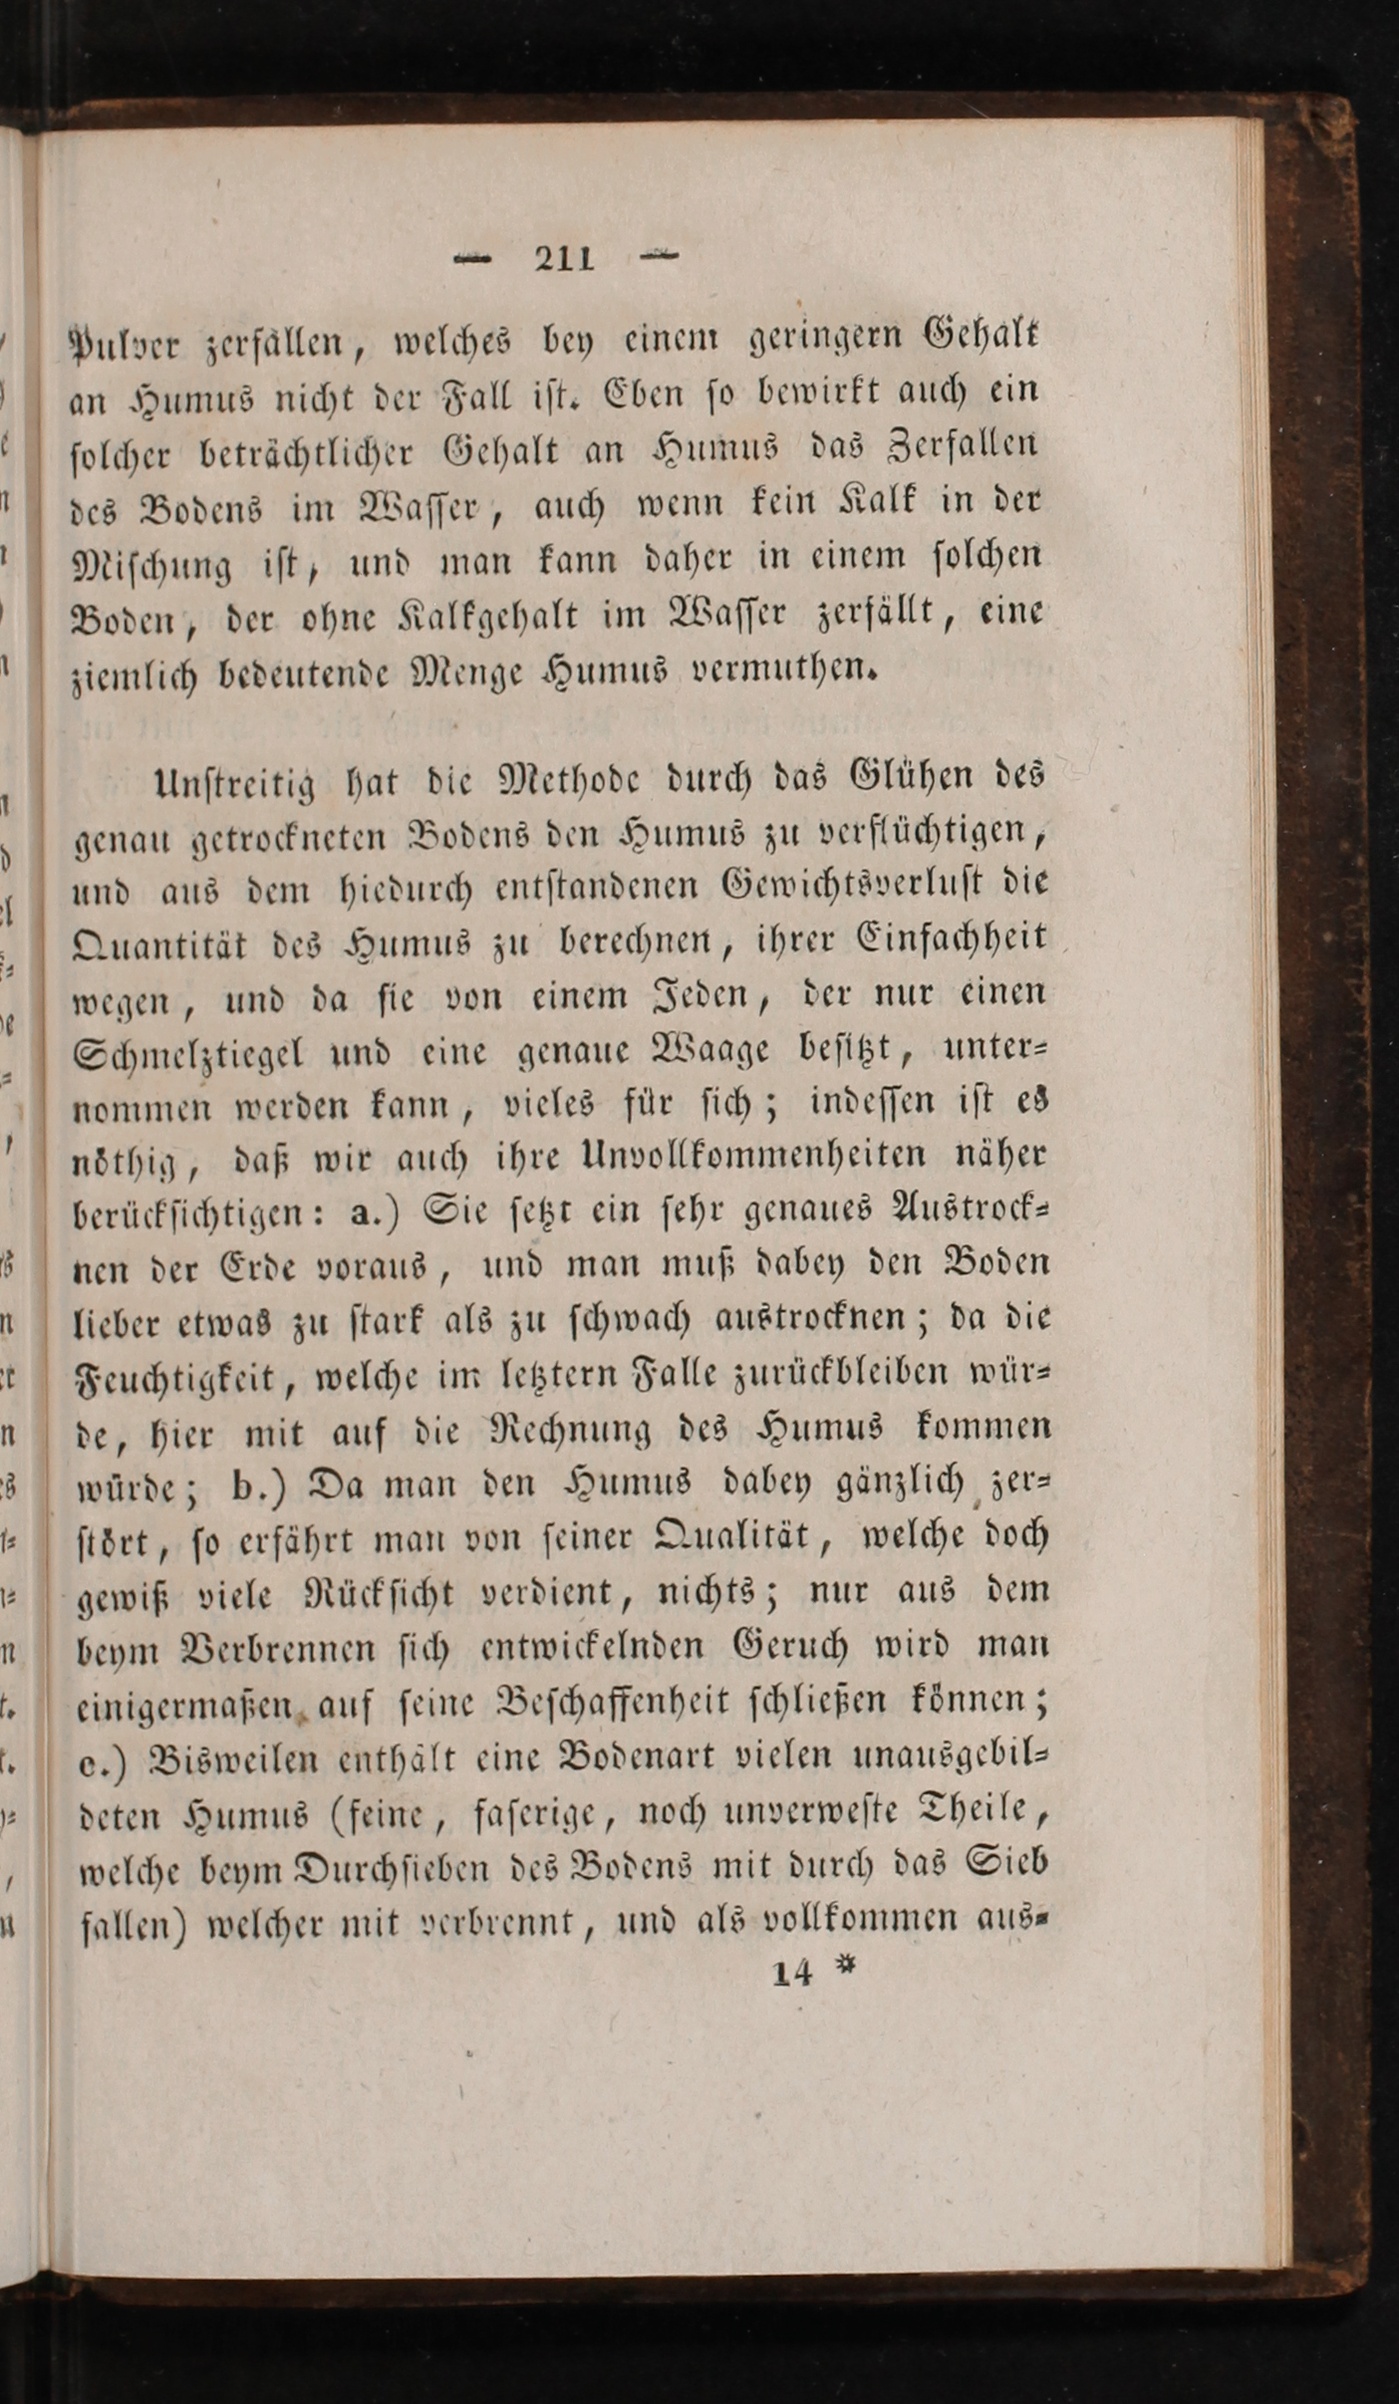 — 211 —
Pulver zerfallen, welches bey einem geringern Gehalt
an Humus nicht der Fall iſt. Eben ſo bewirkt auch ein
ſolcher beträchtlicher Gehalt an Humus das Zerfallen
des Bodens im Waſſer, auch wenn kein Kalk in der
Miſchung iſt, und man kann daher in einem ſolchen
Boden, der ohne Kalkgehalt im Waſſer zerfällt, eine
ziemlich bedeutende Menge Humus vermuthen.
Unſtreitig hat die Methode durch das Glühen des
genau getrockneten Bodens den Humus zu verflüchtigen,
und aus dem hiedurch entſtandenen Gewichtsverluſt die
Quantität des Humus zu berechnen, ihrer Einfachheit
wegen, und da ſie von einem Jeden, der nur einen
Schmelztiegel und eine genaue Waage beſitzt, unter⸗
nommen werden kann, vieles für ſich; indeſſen iſt es
nöthig, daß wir auch ihre Unvollkommenheiten näher
berückſichtigen: a.) Sie ſetzt ein ſehr genaues Austrock⸗
nen der Erde voraus, und man muß dabey den Boden
lieber etwas zu ſtark als zu ſchwach austrocknen; da die
Feuchtigkeit, welche im letztern Falle zurückbleiben wür⸗
de, hier mit auf die Rechnung des Humus kommen
würde; b.) Da man den Humus dabey gänzlich zer⸗
ſtört, ſo erfährt man von ſeiner Qualität, welche doch
gewiß viele Rückſicht verdient, nichts; nur aus dem
beym Verbrennen ſich entwickelnden Geruch wird man
einigermaßen auf ſeine Beſchaffenheit ſchließen können;
c.) Bisweilen enthält eine Bodenart vielen unausgebil⸗
deten Humus (feine, faſerige, noch unverweſte Theile,
welche beym Durchſieben des Bodens mit durch das Sieb
fallen) welcher mit verbrennt, und als vollkommen aus⸗
14 *